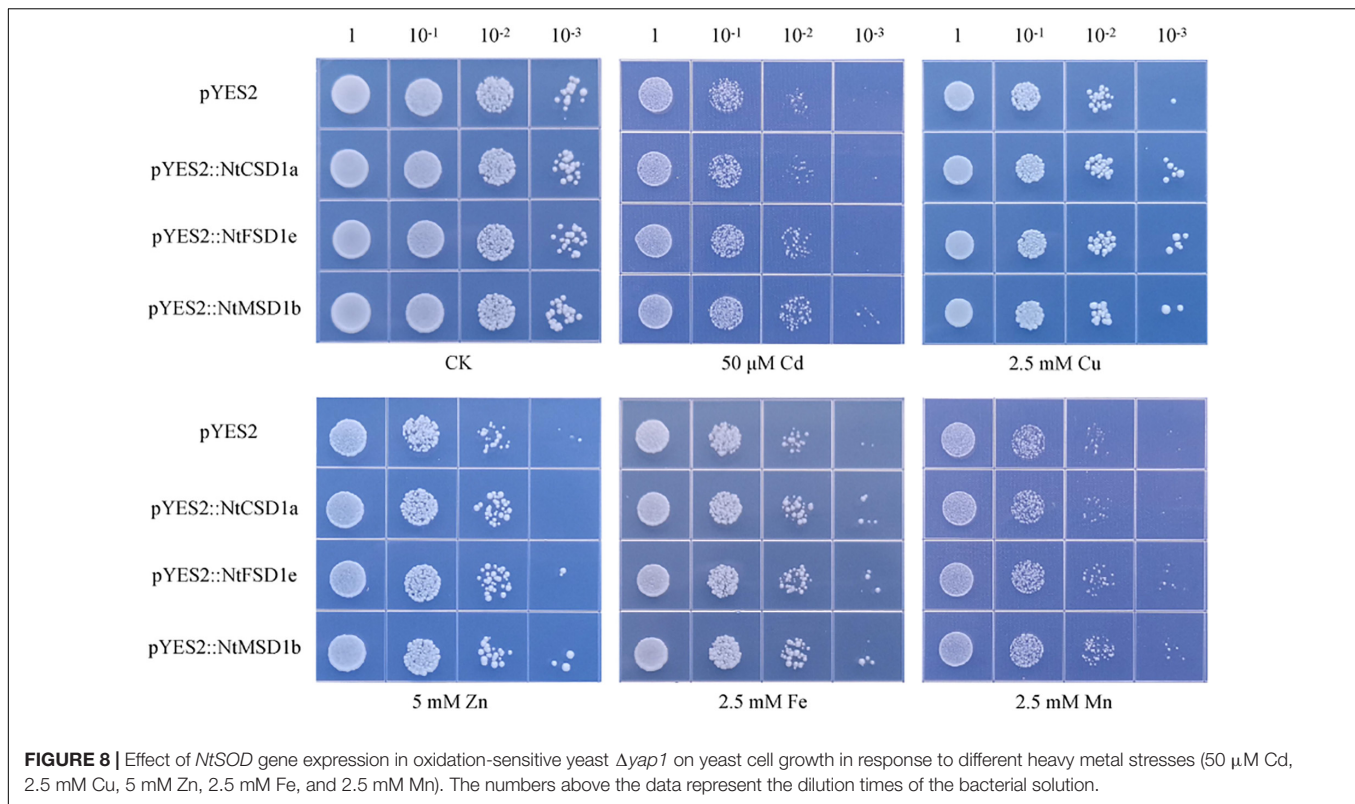 1 10⁻¹ 10⁻² 10⁻³ 1 10⁻¹ 10⁻² 10⁻³ 1 10⁻¹ 10⁻² 10⁻³
pYES2
pYES2::NtCSD1a
pYES2::NtFSD1e
pYES2::NtMSD1b
CK 50 μM Cd 2.5 mM Cu
pYES2
pYES2::NtCSD1a
pYES2::NtFSD1e
pYES2::NtMSD1b
5 mM Zn 2.5 mM Fe 2.5 mM Mn
FIGURE 8 | Effect of NtSOD gene expression in oxidation-sensitive yeast Δyap1 on yeast cell growth in response to different heavy metal stresses (50 μM Cd,
2.5 mM Cu, 5 mM Zn, 2.5 mM Fe, and 2.5 mM Mn). The numbers above the data represent the dilution times of the bacterial solution.